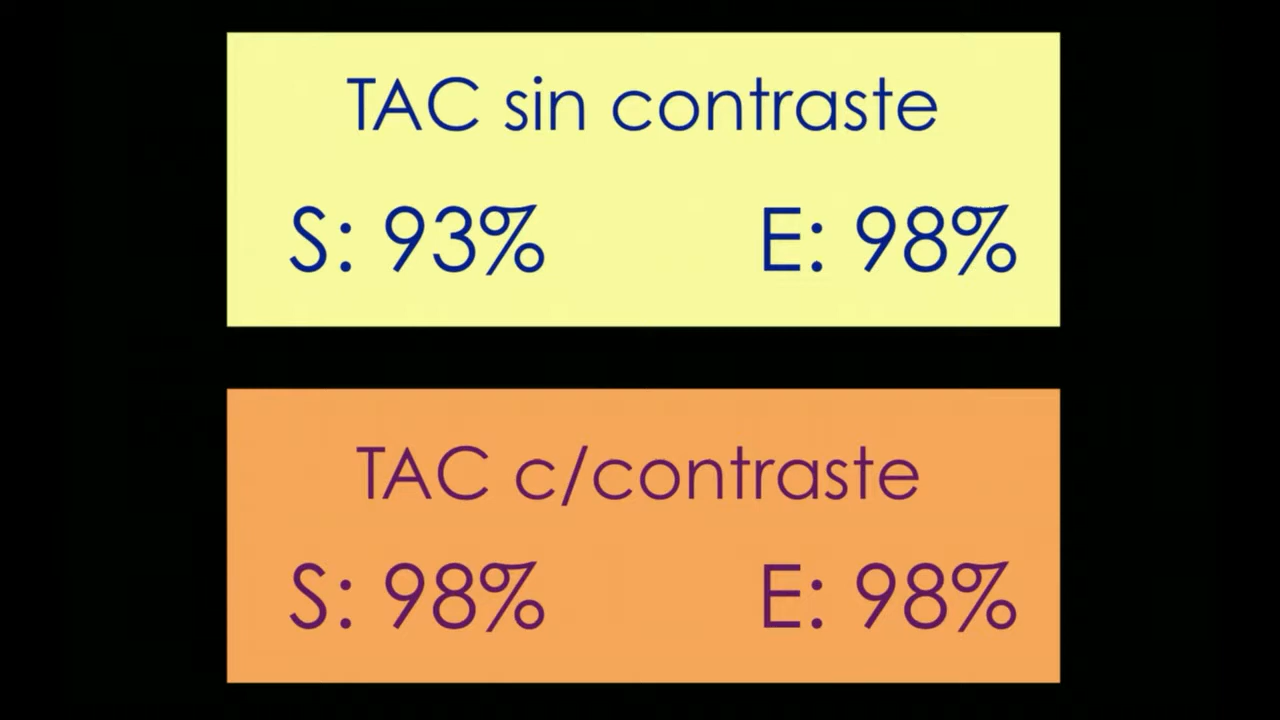 TAC sin contraste
S: 93% E: 98%
TAC c/contraste
S: 98% E: 98%